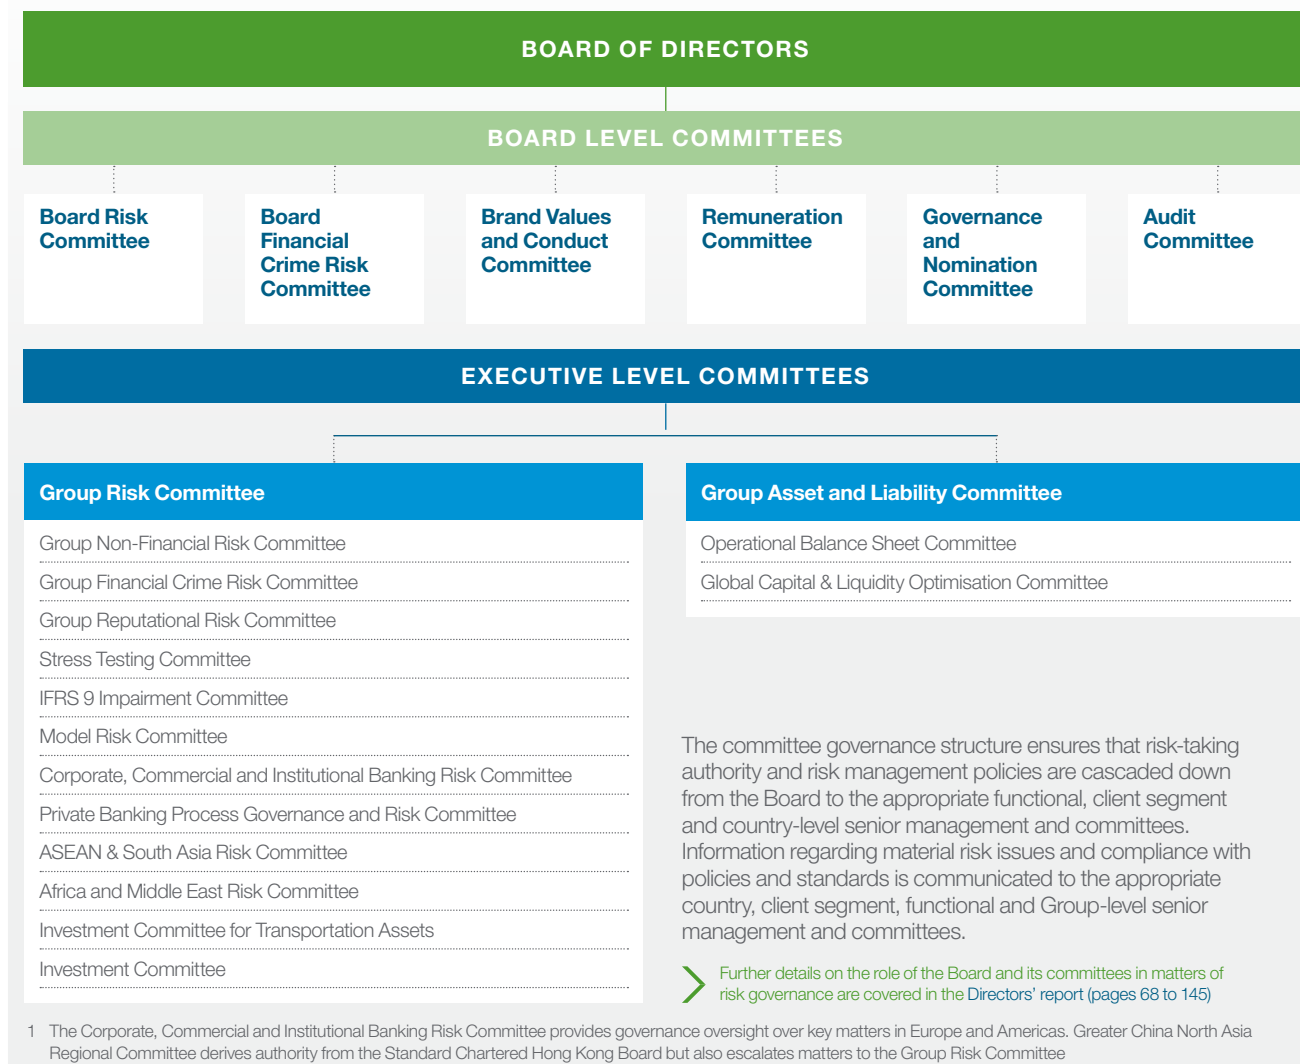 BOARD OF DIRECTORS
BOARD LEVEL COMMITTEES
Board Risk
Committee
Board
Financial
Crime Risk
Committee
Brand Values
and Conduct
Committee
Remuneration
Committee
Governance
and
Nomination
Committee
Audit
Committee
EXECUTIVE LEVEL COMMITTEES
Group Risk Committee
Group Non-Financial Risk Committee
Group Financial Crime Risk Committee
Group Reputational Risk Committee
Stress Testing Committee
IFRS 9 Impairment Committee
Model Risk Committee
Corporate, Commercial and Institutional Banking Risk Committee
Private Banking Process Governance and Risk Committee
ASEAN & South Asia Risk Committee
Africa and Middle East Risk Committee
Investment Committee for Transportation Assets
Investment Committee
Group Asset and Liability Committee
Operational Balance Sheet Committee
Global Capital & Liquidity Optimisation Committee
The committee governance structure ensures that risk-taking
authority and risk management policies are cascaded down
from the Board to the appropriate functional, client segment
and country-level senior management and committees.
Information regarding material risk issues and compliance with
policies and standards is communicated to the appropriate
country, client segment, functional and Group-level senior
management and committees.
Further details on the role of the Board and its committees in matters of
risk governance are covered in the Directors’ report (pages 68 to 145)
1 The Corporate, Commercial and Institutional Banking Risk Committee provides governance oversight over key matters in Europe and Americas. Greater China North Asia
Regional Committee derives authority from the Standard Chartered Hong Kong Board but also escalates matters to the Group Risk Committee